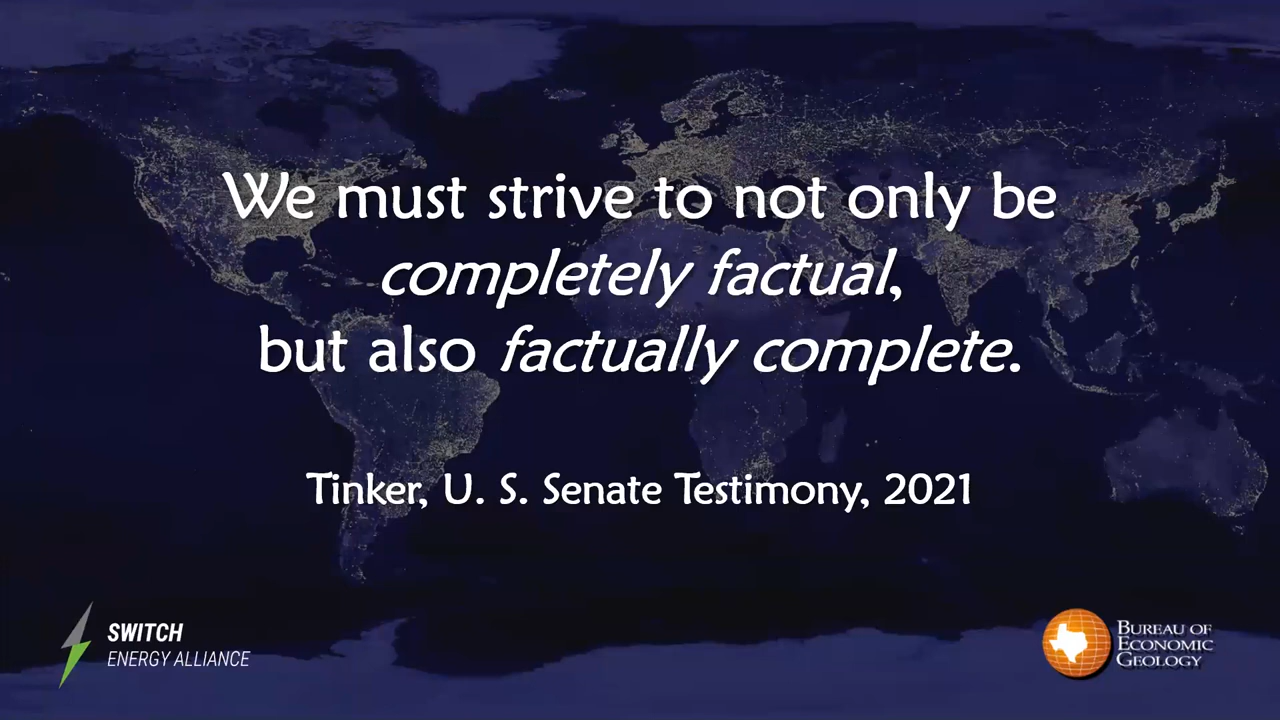 We must strive to not only be
completely factual,
but also factually complete.
Tinker, U. S. Senate Testimony, 2021
SWITCH
ENERGY ALLIANCE
BUREAU OF
ECONOMIC
GEOLOGY